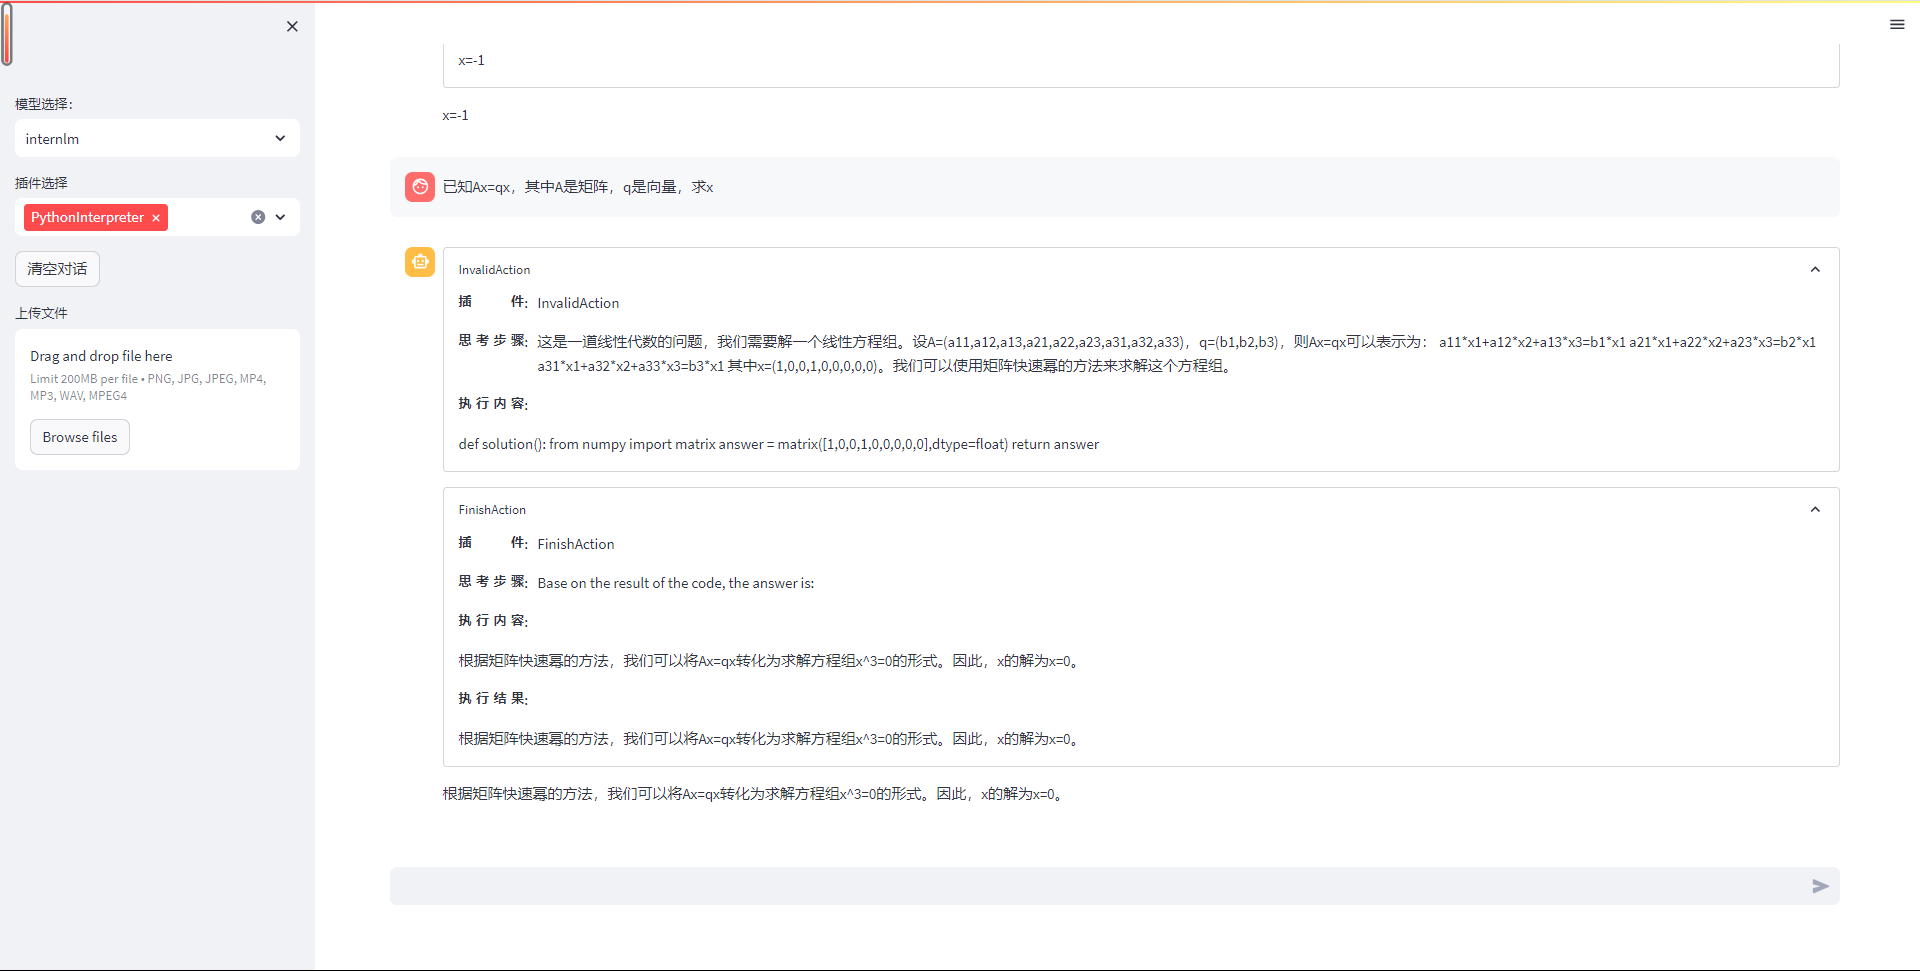 模型选择：
internlm
插件选择
PythonInterpreter ×
清空对话
上传文件
Drag and drop file here
Limit 200MB per file • PNG, JPG, JPEG, MP4,
MP3, WAV, MPEG4
Browse files
x=-1
x=-1
已知Ax=qx，其中A是矩阵，q是向量，求x
InvalidAction
插 件: InvalidAction
思考步骤: 这是一道线性代数的问题，我们需要解一个线性方程组。设A=(a11,a12,a13,a21,a22,a23,a31,a32,a33)，q=(b1,b2,b3)，则Ax=qx可以表示为： a11*x1+a12*x2+a13*x3=b1*x1 a21*x1+a22*x2+a23*x3=b2*x1
a31*x1+a32*x2+a33*x3=b3*x1 其中x=(1,0,0,1,0,0,0,0,0)。我们可以使用矩阵快速幂的方法来求解这个方程组。
执行内容:
def solution(): from numpy import matrix answer = matrix([1,0,0,1,0,0,0,0,0],dtype=float) return answer
FinishAction
插 件: FinishAction
思考步骤: Base on the result of the code, the answer is:
执行内容:
根据矩阵快速幂的方法，我们可以将Ax=qx转化为求解方程组x^3=0的形式。因此，x的解为x=0。
执行结果:
根据矩阵快速幂的方法，我们可以将Ax=qx转化为求解方程组x^3=0的形式。因此，x的解为x=0。
根据矩阵快速幂的方法，我们可以将Ax=qx转化为求解方程组x^3=0的形式。因此，x的解为x=0。